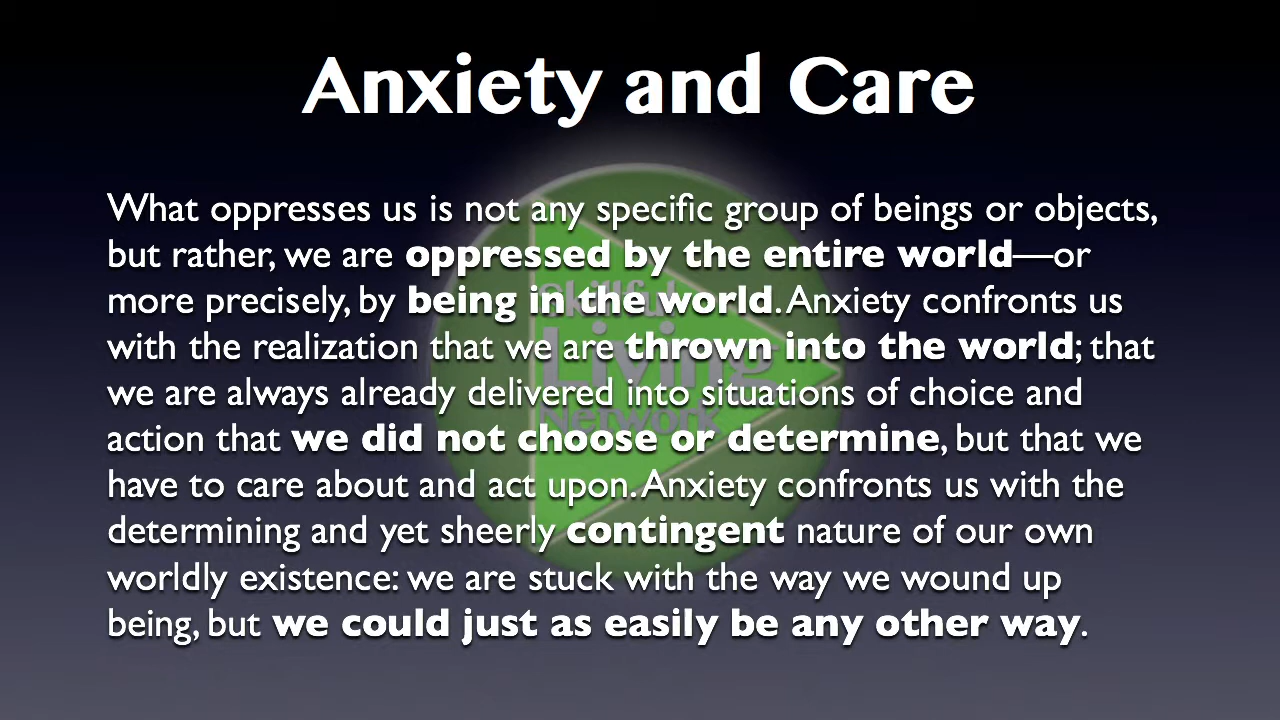 Anxiety and Care
What oppresses us is not any specific group of beings or objects,
but rather, we are oppressed by the entire world—or
more precisely, by being in the world. Anxiety confronts us
with the realization that we are thrown into the world; that
we are always already delivered into situations of choice and
action that we did not choose or determine, but that we
have to care about and act upon. Anxiety confronts us with the
determining and yet sheerly contingent nature of our own
worldly existence: we are stuck with the way we wound up
being, but we could just as easily be any other way.
Skillful
Living
Network